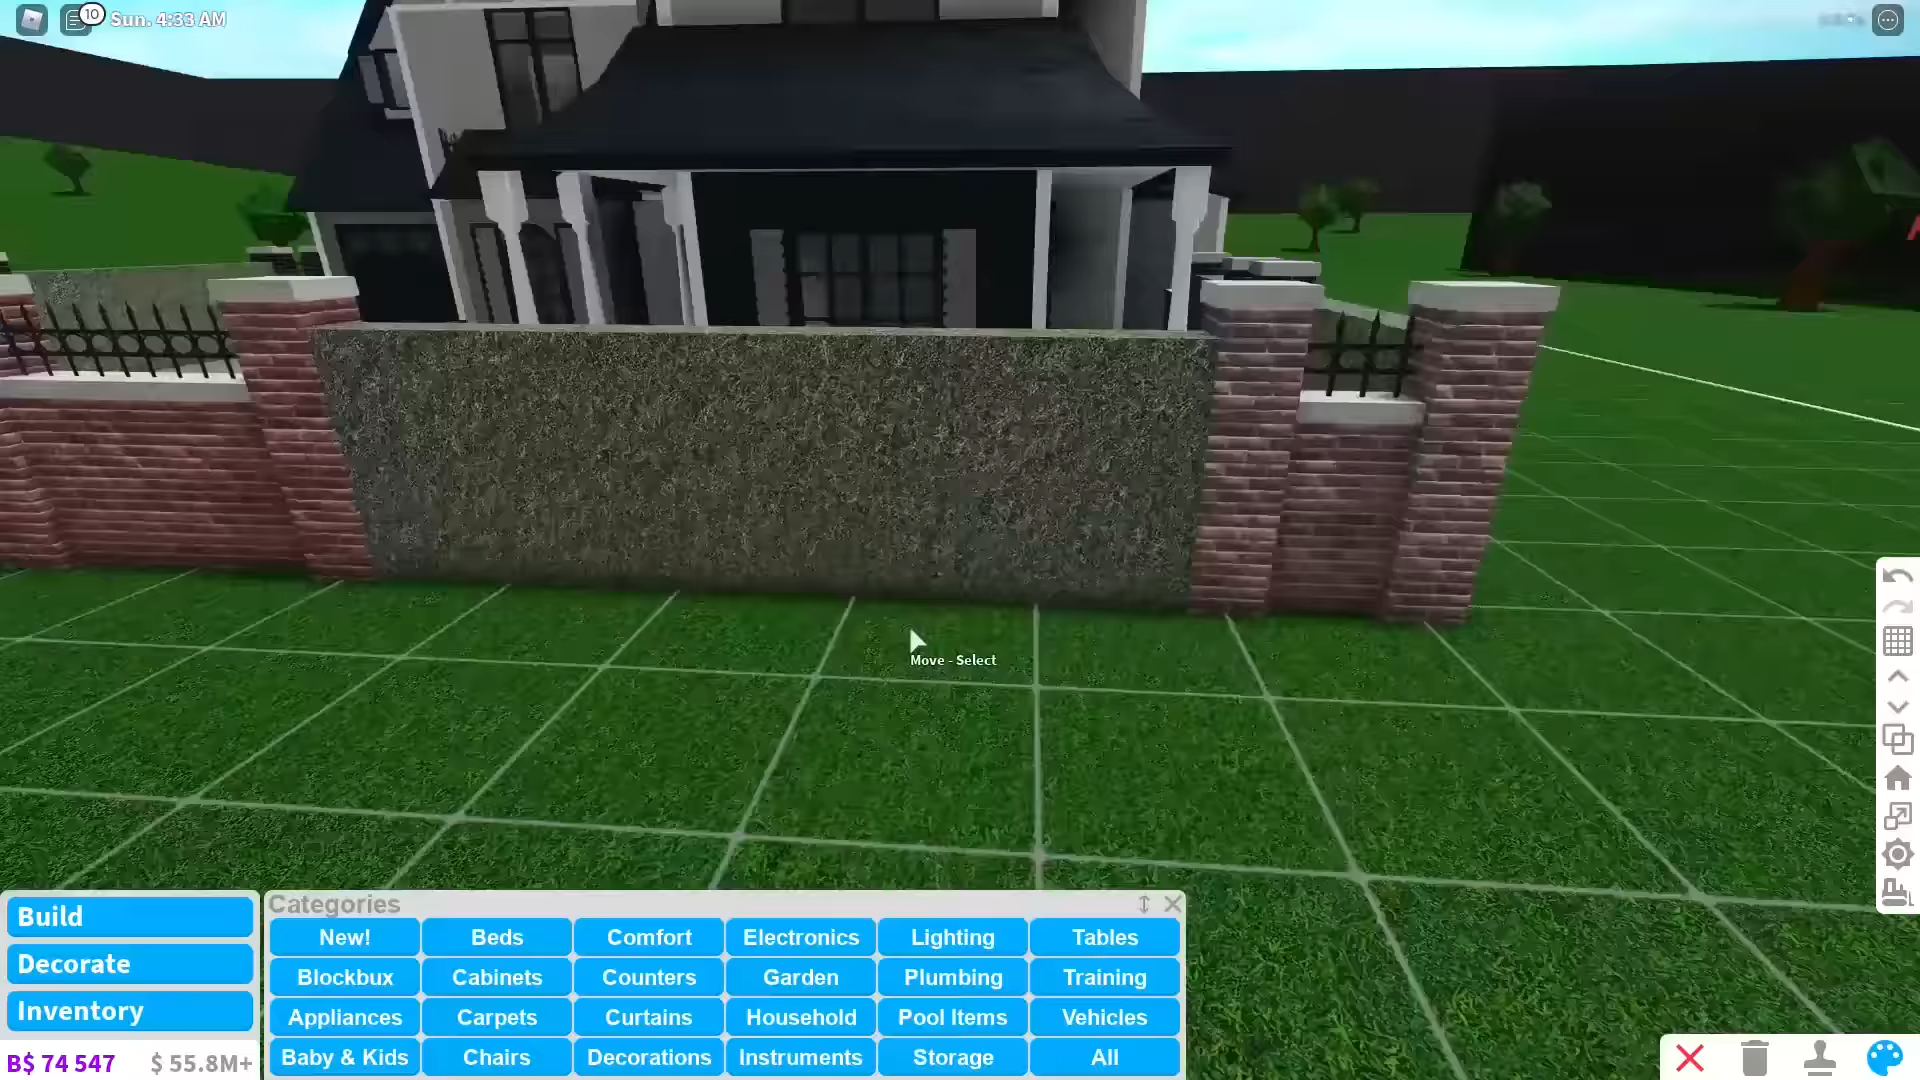 10
Sun. 4:33 AM
Move - Select
Build
Decorate
Inventory
B$ 74 547 $ 55.8M+
Categories
New! Beds Comfort Electronics Lighting Tables
Blockbux Cabinets Counters Garden Plumbing Training
Appliances Carpets Curtains Household Pool Items Vehicles
Baby & Kids Chairs Decorations Instruments Storage All